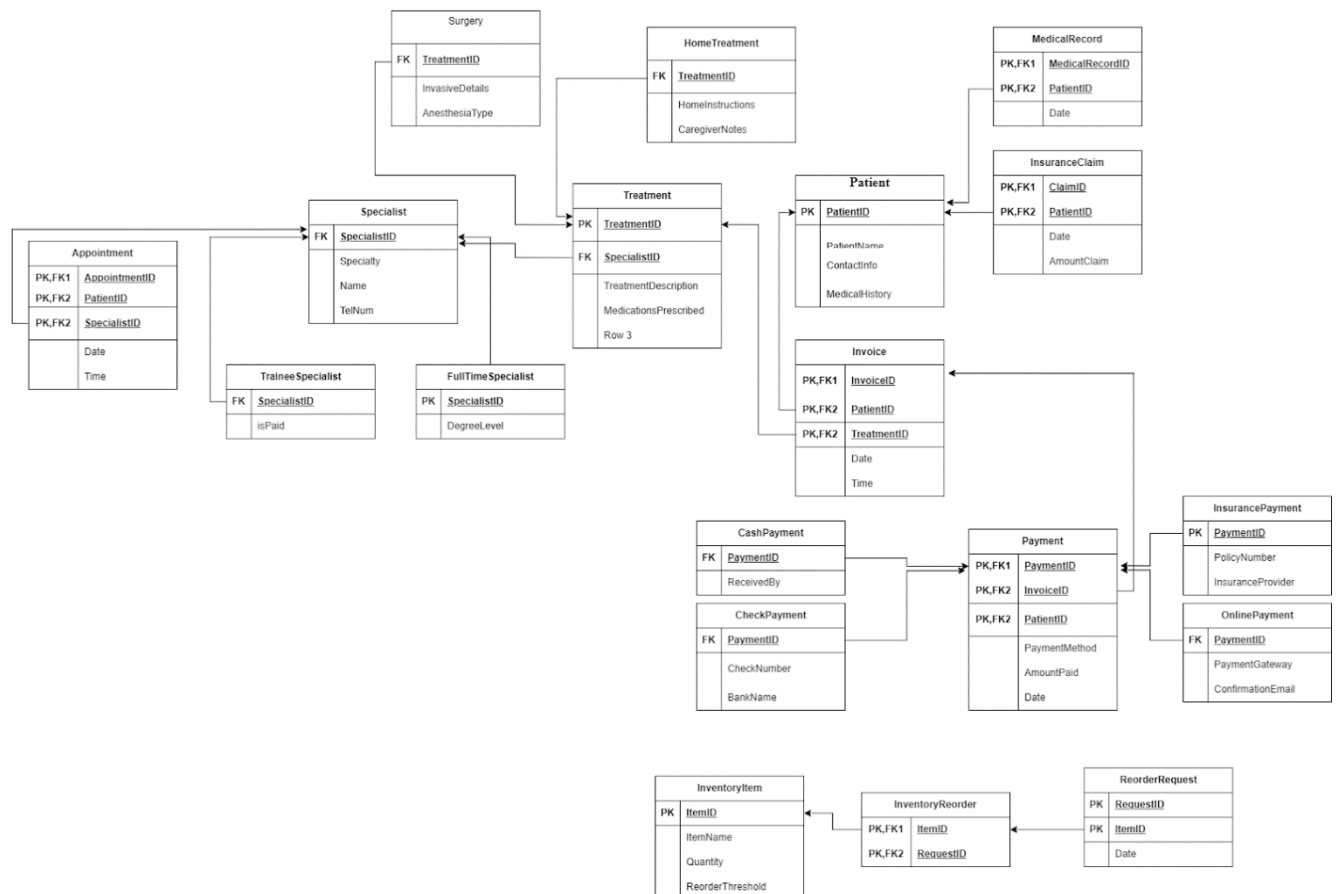 Surgery
FK TreatmentID
InvasiveDetails
AnesthesiaType
HomeTreatment
FK TreatmentID
HomeInstructions
CaregiverNotes
MedicalRecord
PK,FK1 MedicalRecordID
PK,FK2 PatientID
Date
InsuranceClaim
PK,FK1 ClaimID
PK,FK2 PatientID
Date
AmountClaim
Patient
PK PatientID
PatientName
ContactInfo
MedicalHistory
Treatment
PK TreatmentID
FK SpecialistID
TreatmentDescription
MedicationsPrescribed
Row 3
Specialist
FK SpecialistID
Specialty
Name
TelNum
Appointment
PK,FK1 AppointmentID
PK,FK2 PatientID
PK,FK2 SpecialistID
Date
Time
TraineeSpecialist
FK SpecialistID
isPaid
FullTimeSpecialist
PK SpecialistID
DegreeLevel
Invoice
PK,FK1 InvoiceID
PK,FK2 PatientID
PK,FK2 TreatmentID
Date
Time
CashPayment
FK PaymentID
ReceivedBy
CheckPayment
FK PaymentID
CheckNumber
BankName
Payment
PK,FK1 PaymentID
PK,FK2 InvoiceID
PK,FK2 PatientID
PaymentMethod
AmountPaid
Date
InsurancePayment
PK PaymentID
PolicyNumber
InsuranceProvider
OnlinePayment
FK PaymentID
PaymentGateway
ConfirmationEmail
InventoryItem
PK ItemID
ItemName
Quantity
ReorderThreshold
InventoryReorder
PK,FK1 ItemID
PK,FK2 RequestID
ReorderRequest
PK RequestID
PK ItemID
Date